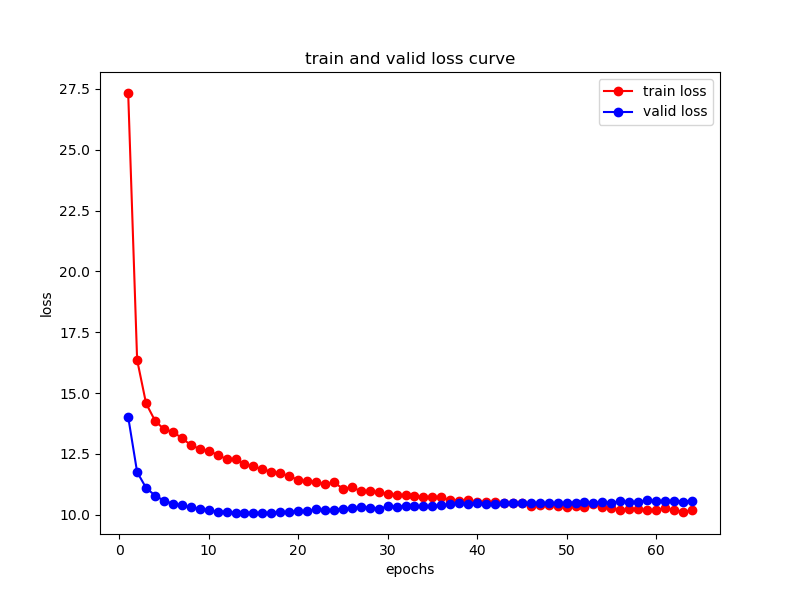 train and valid loss curve
train loss
valid loss
27.5
25.0
22.5
20.0
17.5
15.0
12.5
10.0
loss
0 10 20 30 40 50 60
epochs